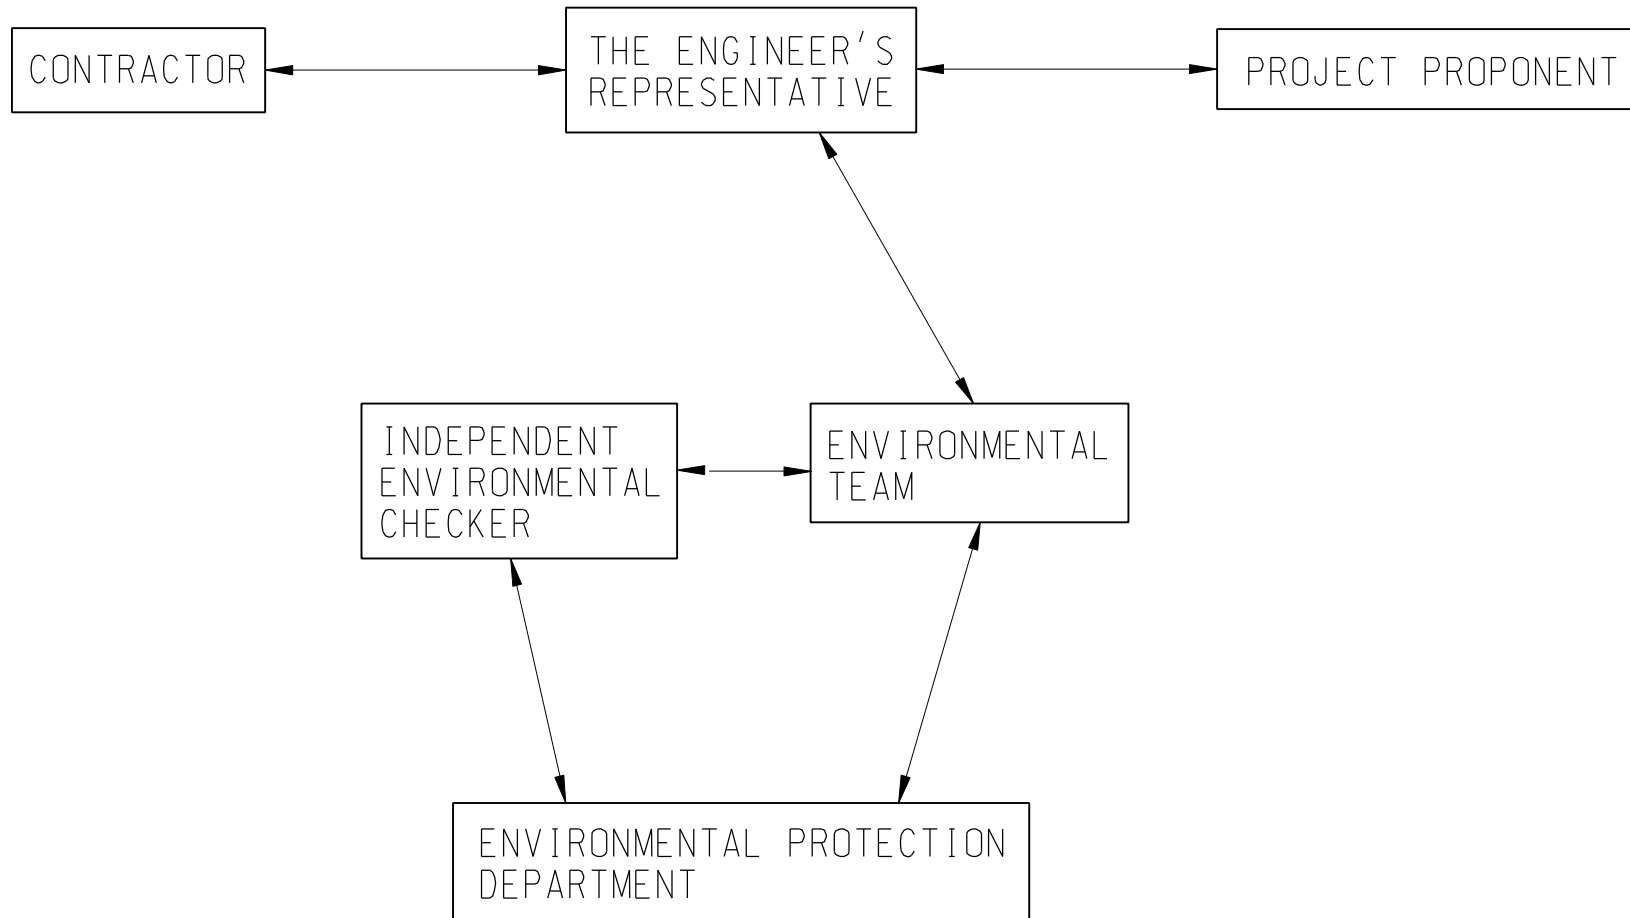 CONTRACTOR
THE ENGINEER'S
REPRESENTATIVE
PROJECT PROPONENT
INDEPENDENT
ENVIRONMENTAL
CHECKER
ENVIRONMENTAL
TEAM
ENVIRONMENTAL PROTECTION
DEPARTMENT